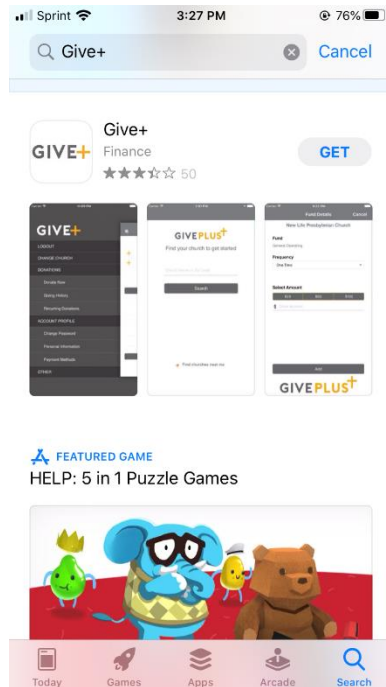 Sprint 3:27 PM 76%
Give+ Cancel
GIVE+
Give+
Finance
GET
50
GIVE+
LOGOUT
CHANGE CHURCH
DONATIONS
Donate Now
Giving History
Recurring Donations
ACCOUNT PROFILE
Change Password
Personal Information
Payment Methods
OTHER
GIVEPLUS+
Find your church to get started
Search
Find churches near me
Fund Details Cancel
New Life Presbyterian Church
Fund
General Operating
Frequency
One Time
Select Amount
Add
GIVEPLUS+
FEATURED GAME
HELP: 5 in 1 Puzzle Games
Today Games Apps Arcade Search